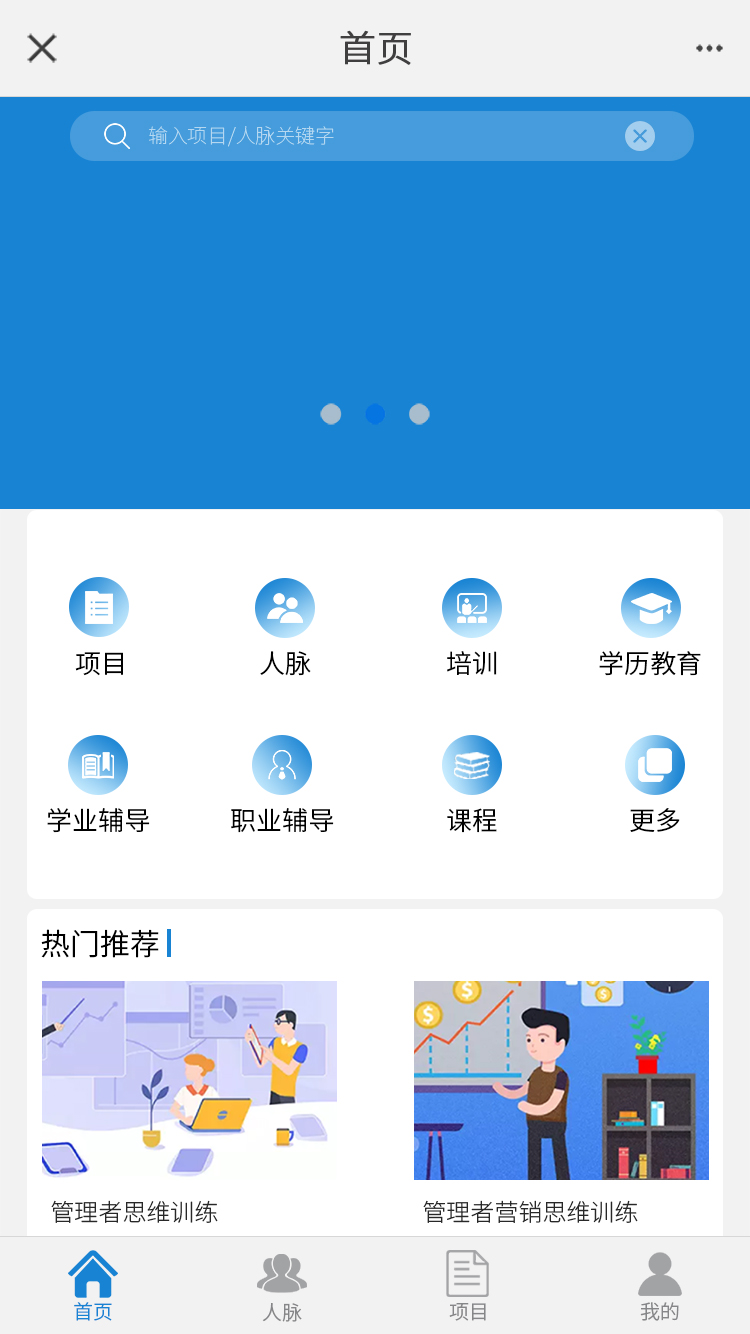 首页
输入项目/人脉关键字
项目
人脉
培训
学历教育
学业辅导
职业辅导
课程
更多
热门推荐
管理者思维训练
管理者营销思维训练
首页
人脉
项目
我的